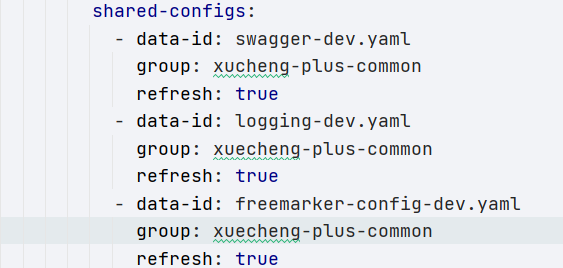 shared-configs:
- data-id: swagger-dev.yaml
group: xucheng-plus-common
refresh: true
- data-id: logging-dev.yaml
group: xuecheng-plus-common
refresh: true
- data-id: freemarker-config-dev.yaml
group: xuecheng-plus-common
refresh: true